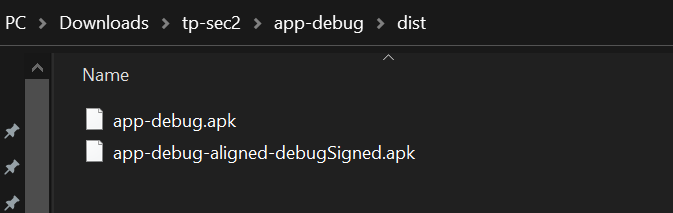 PC > Downloads > tp-sec2 > app-debug > dist
Name
app-debug.apk
app-debug-aligned-debugSigned.apk